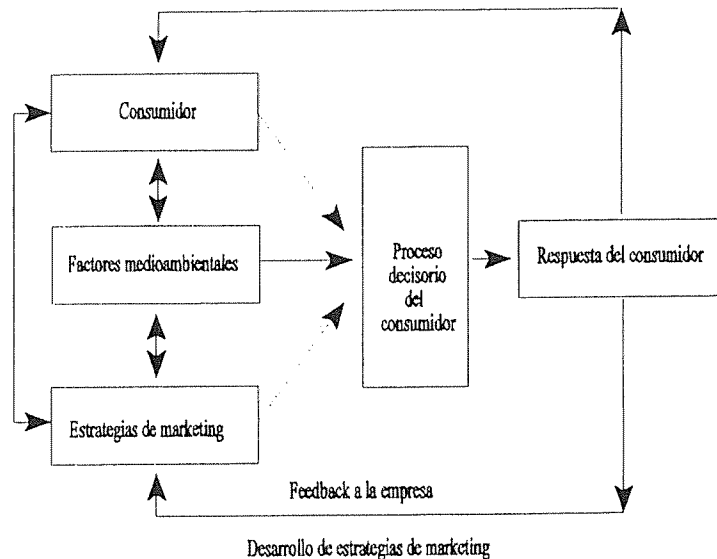 Consumidor
Factores medioambientales
Proceso
decisorio
del
consumidor
Respuesta del consumidor
Estrategias de marketing
Feedback a la empresa
Desarrollo de estrategias de marketing